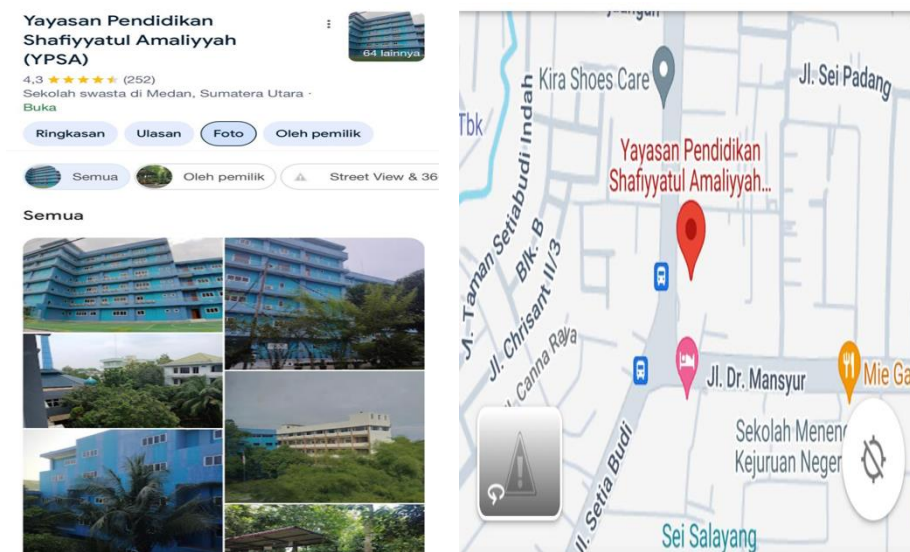 Yayasan Pendidikan
Shafiyyatul Amaliyyah
(YPSA)
64 lainnya
4,3 (252)
Sekolah swasta di Medan, Sumatera Utara ·
Buka
Ringkasan
Ulasan
Foto
Oleh pemilik
Semua
Oleh pemilik
Street View & 36
Semua
Kira Shoes Care
Jl. Sei Padang
Tbk
Yayasan Pendidikan
Shafiyyatul Amaliyyah...
Taman Setiabudi Indah
Blk. B
Jl. Chrisant II/3
Canna Raya
Jl. Dr. Mansyur
Mie Ga
Sekolah Menen
Kejuruan Neger
Jl. Setia Budi
Sei Salayang